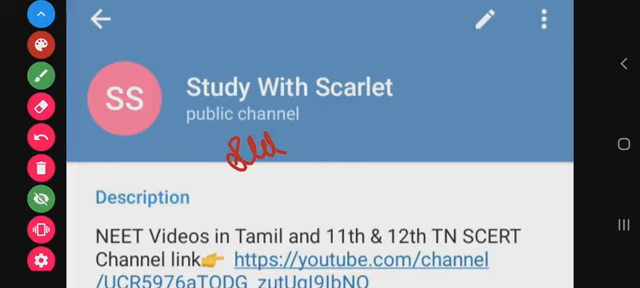 SS
Study With Scarlet
public channel
Old
Description
NEET Videos in Tamil and 11th & 12th TN SCERT
Channel link👉 https://youtube.com/channel